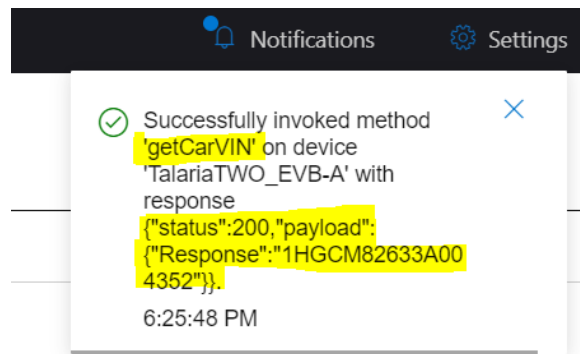 Notifications
Settings
Successfully invoked method
'getCarVIN' on device
'TalariaTWO_EVB-A' with
response
{"status":200,"payload":
{"Response":"1HGCM82633A00
4352"}}.
6:25:48 PM